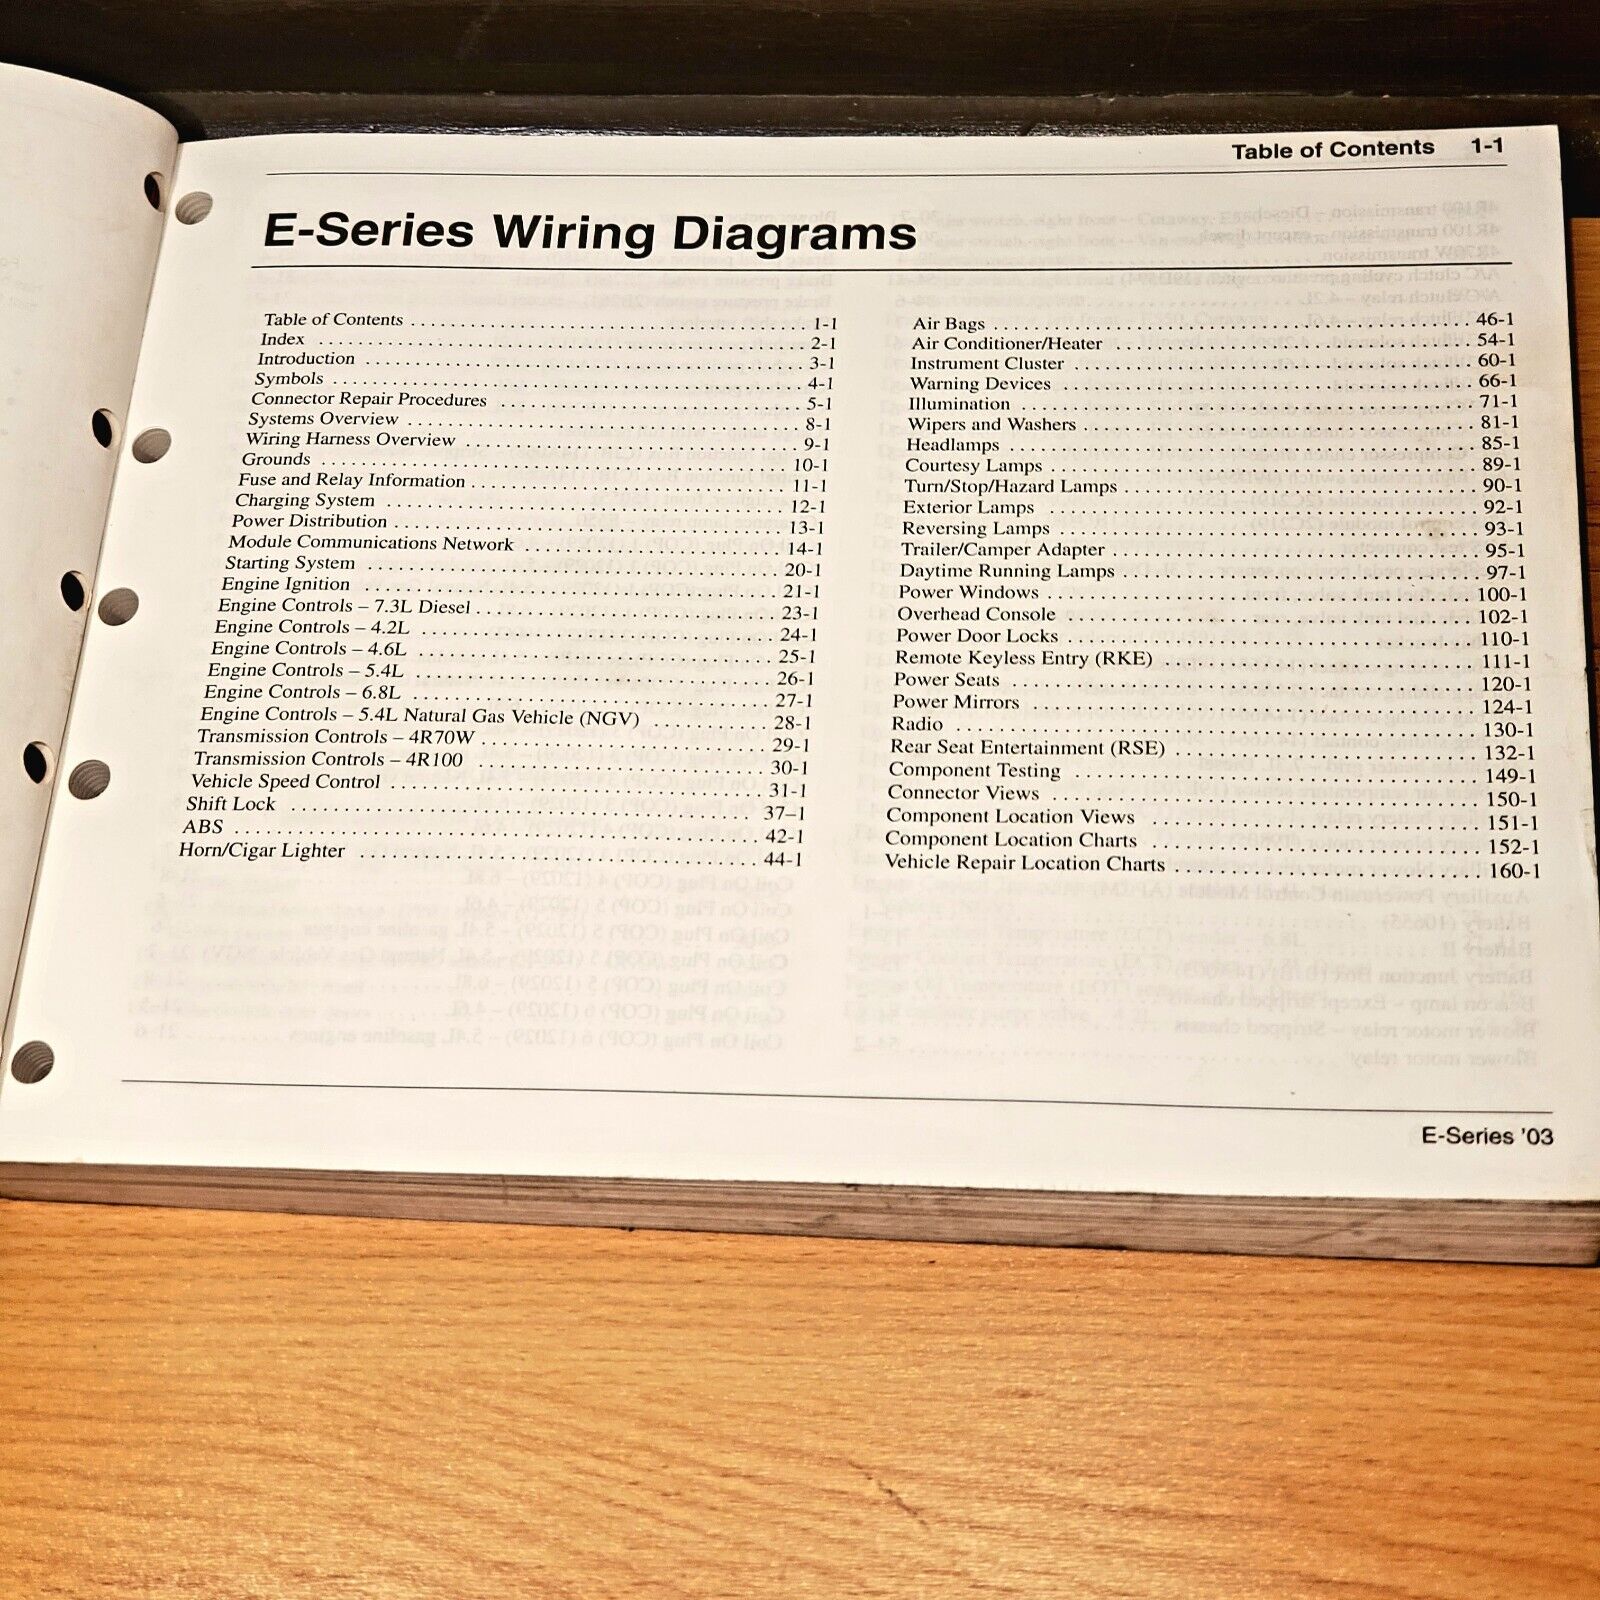 Table of Contents 1-1
E-Series Wiring Diagrams
Table of Contents 1-1
Index 2-1
Introduction 3-1
Symbols 4-1
Connector Repair Procedures 5-1
Systems Overview 8-1
Wiring Harness Overview 9-1
Grounds 10-1
Fuse and Relay Information 11-1
Charging System 12-1
Power Distribution 13-1
Module Communications Network 14-1
Starting System 20-1
Engine Ignition 21-1
Engine Controls – 7.3L Diesel 23-1
Engine Controls – 4.2L 24-1
Engine Controls – 4.6L 25-1
Engine Controls – 5.4L 26-1
Engine Controls – 6.8L 27-1
Engine Controls – 5.4L Natural Gas Vehicle (NGV) 28-1
Transmission Controls – 4R70W 29-1
Transmission Controls – 4R100 30-1
Vehicle Speed Control 31-1
Shift Lock 37–1
ABS 42-1
Horn/Cigar Lighter 44-1
Air Bags 46-1
Air Conditioner/Heater 54-1
Instrument Cluster 60-1
Warning Devices 66-1
Illumination 71-1
Wipers and Washers 81-1
Headlamps 85-1
Courtesy Lamps 89-1
Turn/Stop/Hazard Lamps 90-1
Exterior Lamps 92-1
Reversing Lamps 93-1
Trailer/Camper Adapter 95-1
Daytime Running Lamps 97-1
Power Windows 100-1
Overhead Console 102-1
Power Door Locks 110-1
Remote Keyless Entry (RKE) 111-1
Power Seats 120-1
Power Mirrors 124-1
Radio 130-1
Rear Seat Entertainment (RSE) 132-1
Component Testing 149-1
Connector Views 150-1
Component Location Views 151-1
Component Location Charts 152-1
Vehicle Repair Location Charts 160-1
E-Series '03